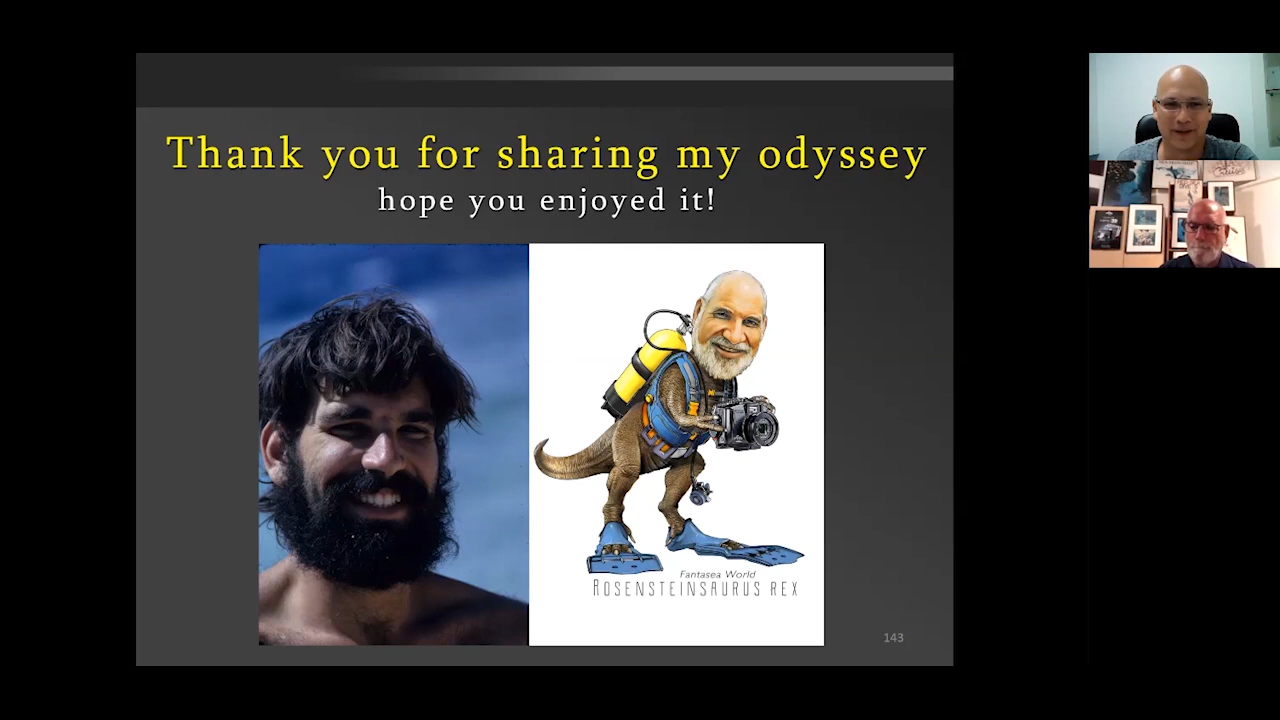 Thank you for sharing my odyssey
hope you enjoyed it!
Fantasea World
ROSENSTEINSAURUS REX
143